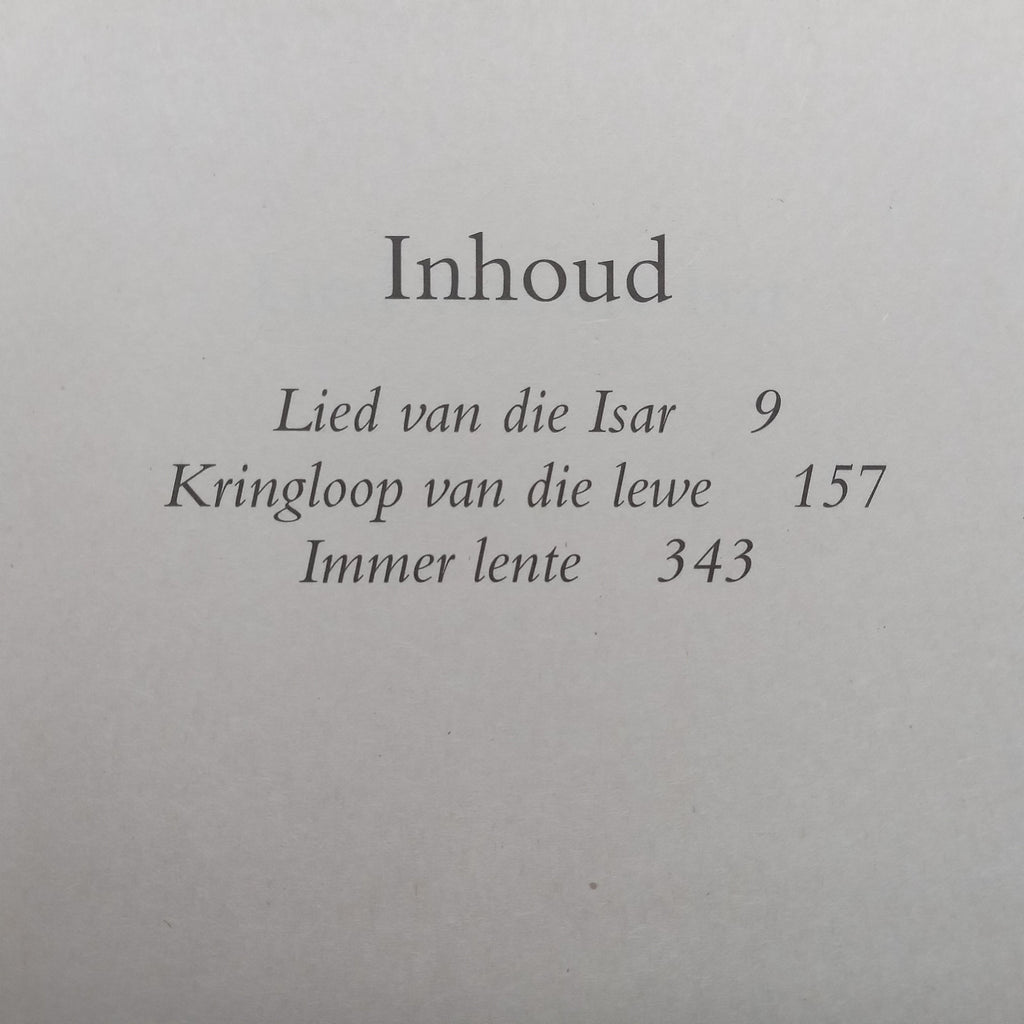 Inhoud
Lied van die Isar 9
Kringloop van die lewe 157
Immer lente 343